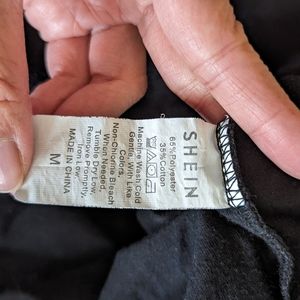 SHEIN
65%Polyester
35%Cotton
Machine Wash Cold
Gentle With Like
Colors.
Non-Chlorine Bleach
When Needed,
Tumble Dry Low,
Remove Promptly,
Iron Low
M
MADE IN CHINA